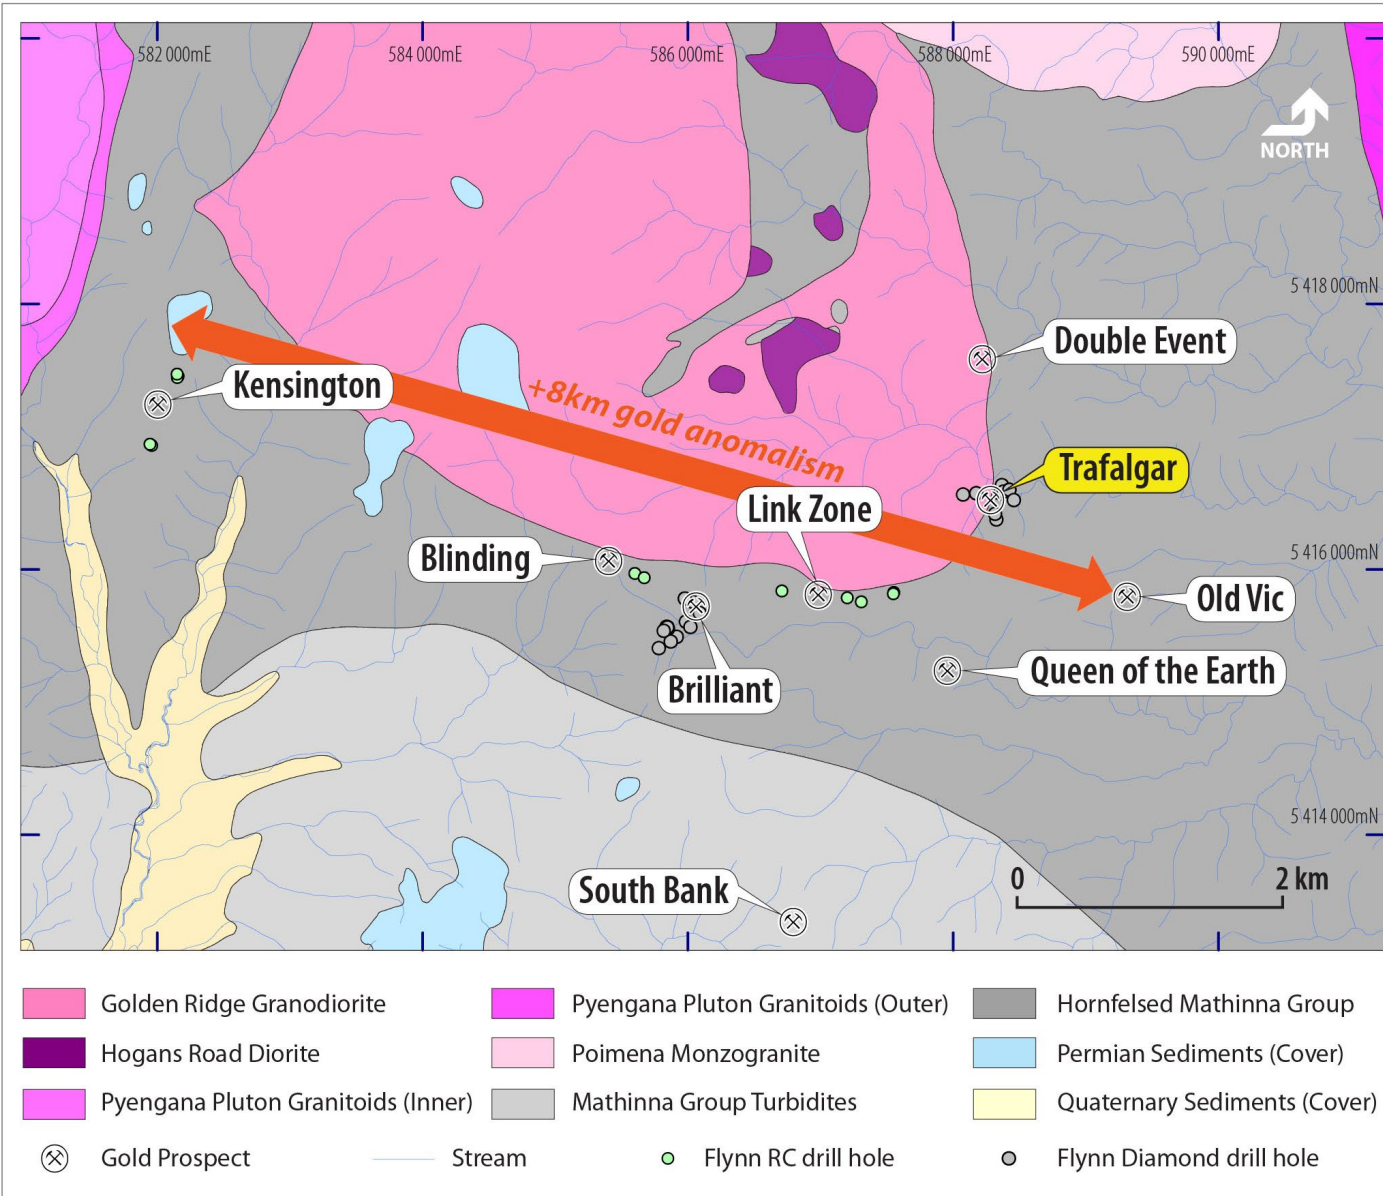 582 000mE
584 000mE
586 000mE
588 000mE
590 000mE
NORTH
5 418 000mN
Double Event
Kensington
+8km gold anomalism
Trafalgar
Link Zone
5 416 000mN
Blinding
Old Vic
Queen of the Earth
Brilliant
5 414 000mN
South Bank
0
2 km
Golden Ridge Granodiorite
Pyengana Pluton Granitoids (Outer)
Hornfelsed Mathinna Group
Hogans Road Diorite
Poimena Monzogranite
Permian Sediments (Cover)
Pyengana Pluton Granitoids (Inner)
Mathinna Group Turbidites
Quaternary Sediments (Cover)
Gold Prospect
Stream
Flynn RC drill hole
Flynn Diamond drill hole